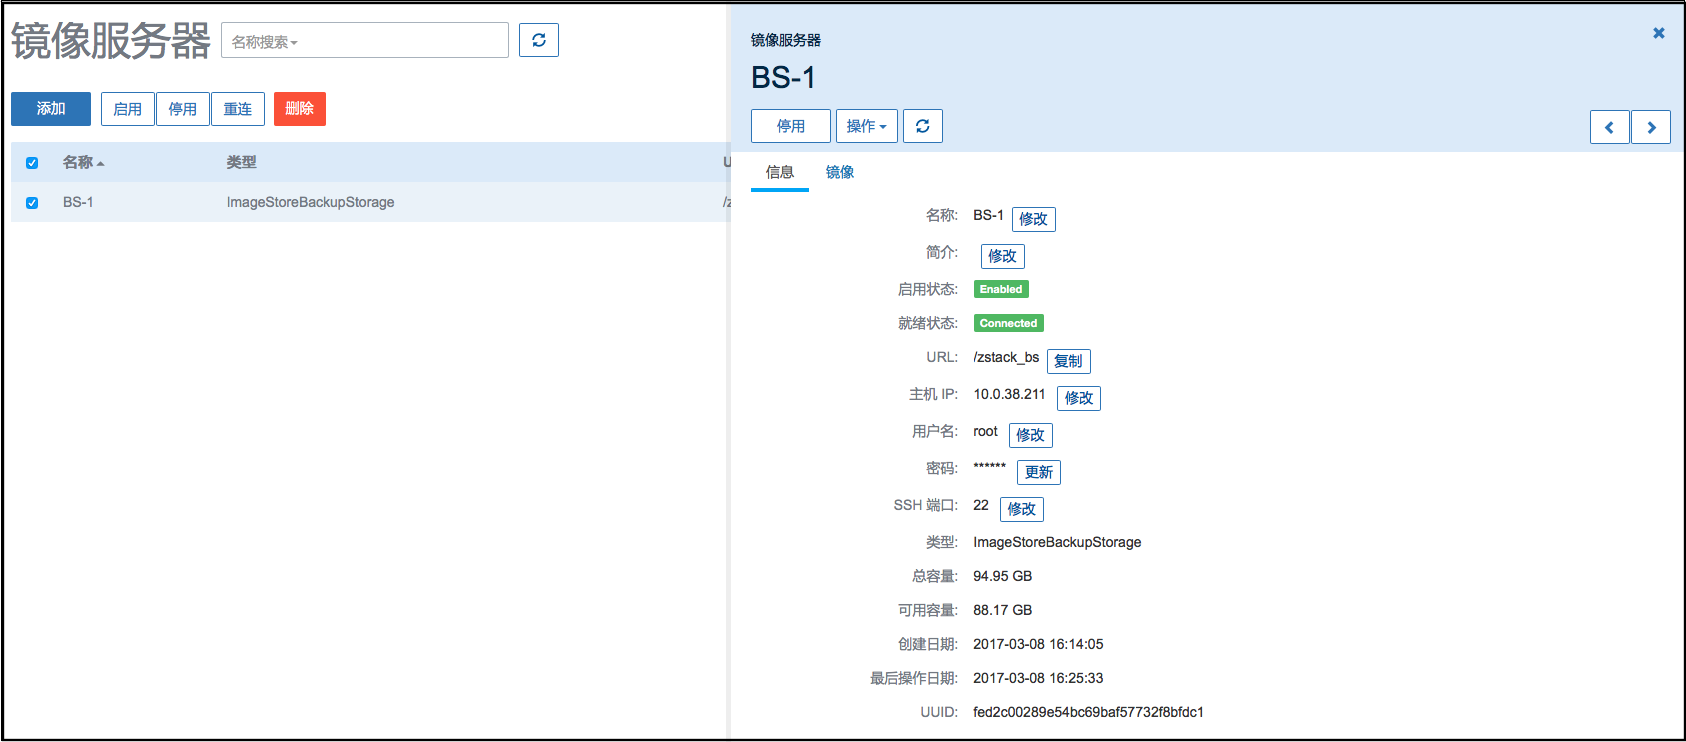 镜像服务器
名称搜索
添加 启用 停用 重连 删除
名称 类型
BS-1 ImageStoreBackupStorage
镜像服务器
BS-1
停用 操作
信息 镜像
名称: BS-1 修改
简介: 修改
启用状态: Enabled
就绪状态: Connected
URL: /zstack_bs 复制
主机 IP: 10.0.38.211 修改
用户名: root 修改
密码: ****** 更新
SSH 端口: 22 修改
类型: ImageStoreBackupStorage
总容量: 94.95 GB
可用容量: 88.17 GB
创建日期: 2017-03-08 16:14:05
最后操作日期: 2017-03-08 16:25:33
UUID: fed2c00289e54bc69baf57732f8bfdc1